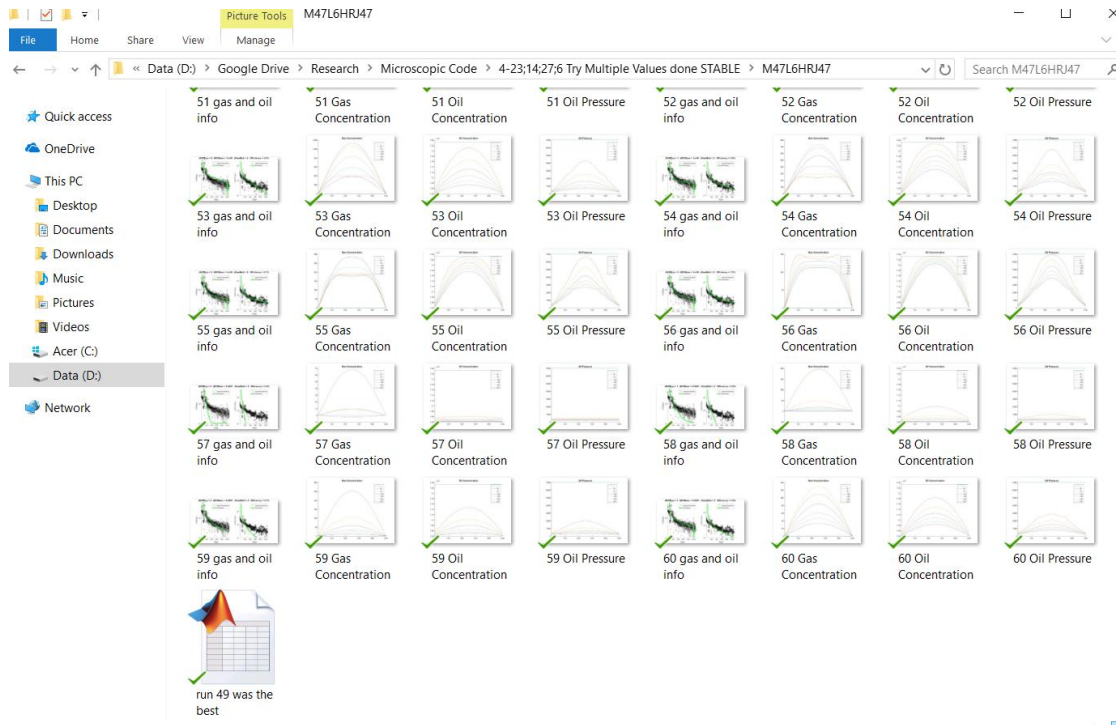 Picture Tools M47L6HRJ47
File Home Share View Manage
« Data (D:) > Google Drive > Research > Microscopic Code > 4-23;14;27;6 Try Multiple Values done STABLE > M47L6HRJ47
Search M47L6HRJ47
Quick access
OneDrive
This PC
Desktop
Documents
Downloads
Music
Pictures
Videos
Acer (C:)
Data (D:)
Network
51 gas and oil info
51 Gas Concentration
51 Oil Concentration
51 Oil Pressure
52 gas and oil info
52 Gas Concentration
52 Oil Concentration
52 Oil Pressure
53 gas and oil info
53 Gas Concentration
53 Oil Concentration
53 Oil Pressure
54 gas and oil info
54 Gas Concentration
54 Oil Concentration
54 Oil Pressure
55 gas and oil info
55 Gas Concentration
55 Oil Concentration
55 Oil Pressure
56 gas and oil info
56 Gas Concentration
56 Oil Concentration
56 Oil Pressure
57 gas and oil info
57 Gas Concentration
57 Oil Concentration
57 Oil Pressure
58 gas and oil info
58 Gas Concentration
58 Oil Concentration
58 Oil Pressure
59 gas and oil info
59 Gas Concentration
59 Oil Concentration
59 Oil Pressure
60 gas and oil info
60 Gas Concentration
60 Oil Concentration
60 Oil Pressure
run 49 was the best